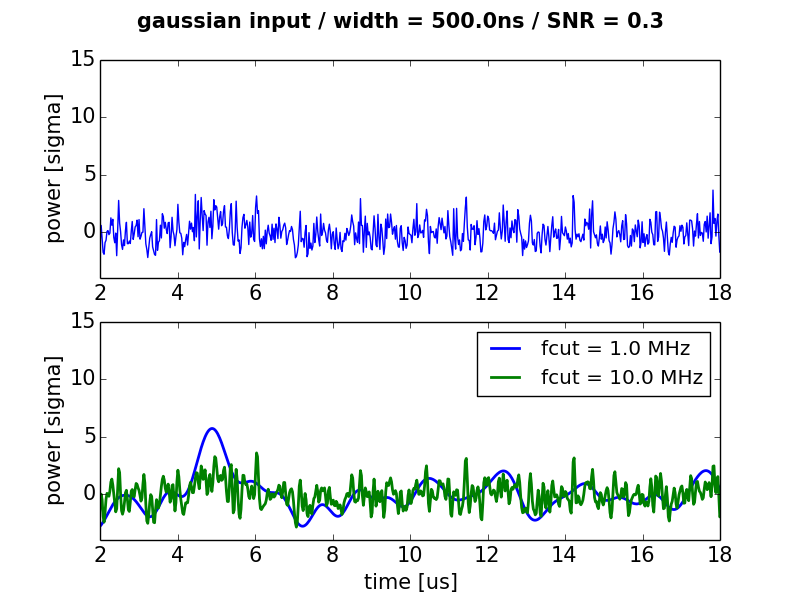 gaussian input / width = 500.0ns / SNR = 0.3
15
10
5
0
power [sigma]
2 4 6 8 10 12 14 16 18
15
10
5
0
power [sigma]
fcut = 1.0 MHz
fcut = 10.0 MHz
2 4 6 8 10 12 14 16 18
time [us]